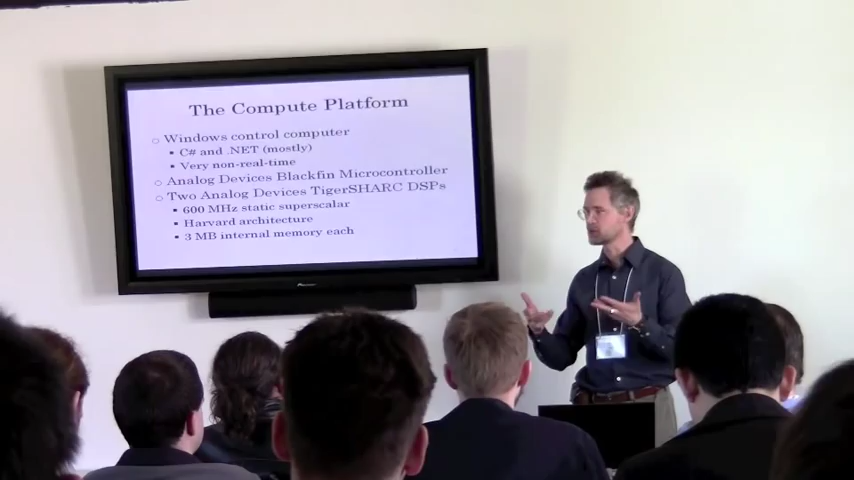 The Compute Platform
Windows control computer
C# and .NET (mostly)
Very non-real-time
Analog Devices Blackfin Microcontroller
Two Analog Devices TigerSHARC DSPs
600 MHz static superscalar
Harvard architecture
3 MB internal memory each